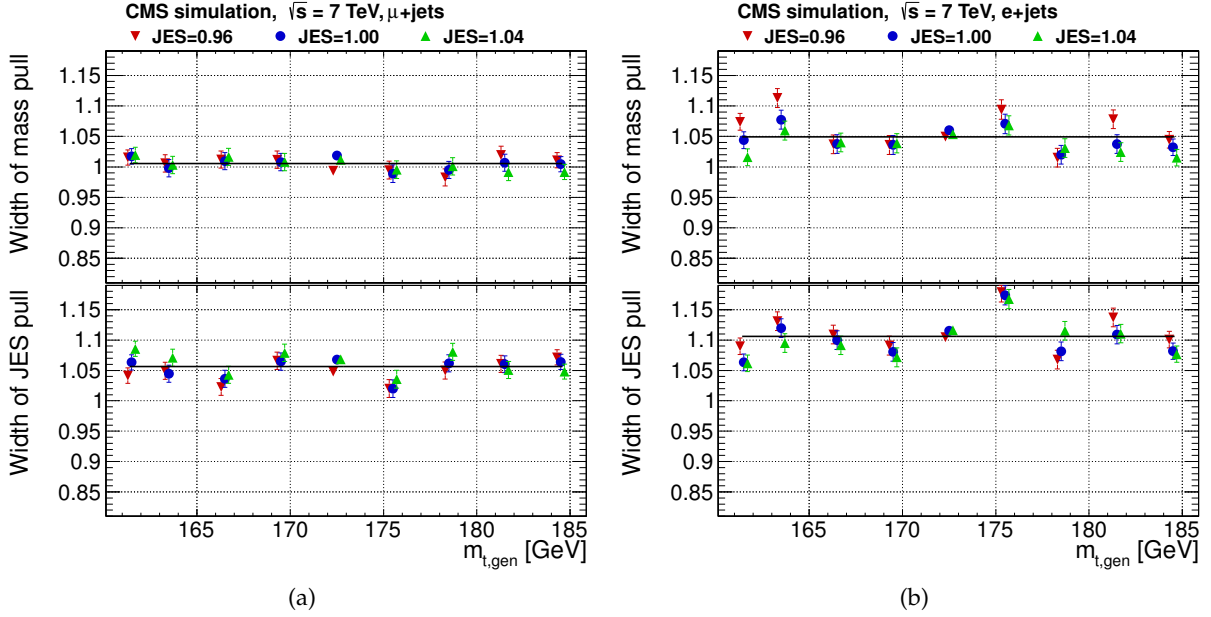 CMS simulation, √s = 7 TeV, μ+jets
JES=0.96 JES=1.00 JES=1.04
Width of mass pull
1.15
1.1
1.05
1
0.95
0.9
0.85
Width of JES pull
1.15
1.1
1.05
1
0.95
0.9
0.85
165 170 175 180 185
m_{t,gen} [GeV]
(a)
CMS simulation, √s = 7 TeV, e+jets
JES=0.96 JES=1.00 JES=1.04
Width of mass pull
1.15
1.1
1.05
1
0.95
0.9
0.85
Width of JES pull
1.15
1.1
1.05
1
0.95
0.9
0.85
165 170 175 180 185
m_{t,gen} [GeV]
(b)